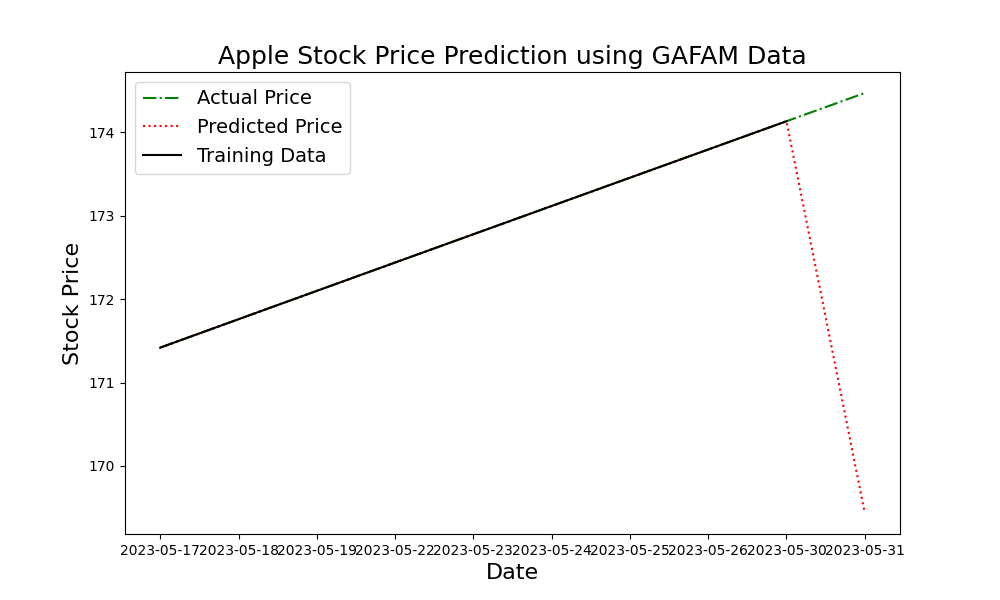 Apple Stock Price Prediction using GAFAM Data
Actual Price
Predicted Price
Training Data
174
173
172
171
170
Stock Price
2023-05-17 2023-05-18 2023-05-19 2023-05-22 2023-05-23 2023-05-24 2023-05-25 2023-05-26 2023-05-30 2023-05-31
Date